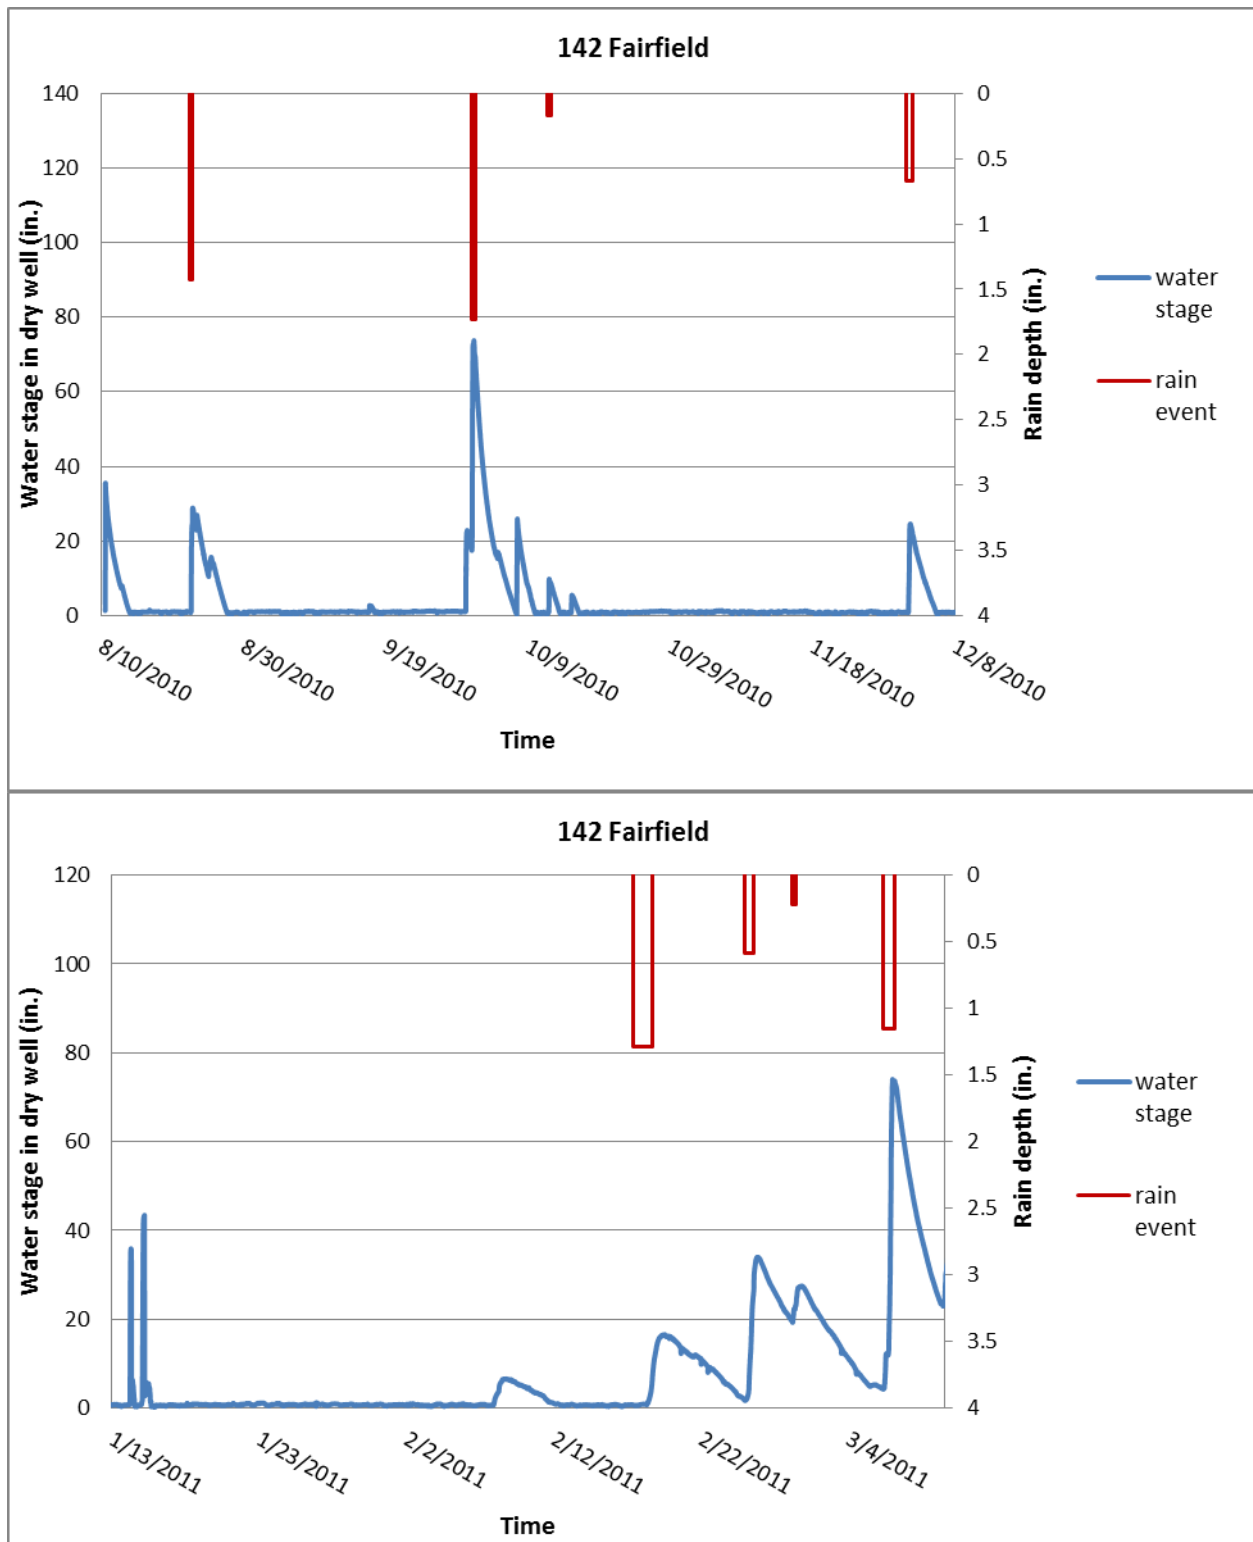 142 Fairfield
140
120
100
80
60
40
20
0
Water stage in dry well (in.)
0
0.5
1
1.5
2
2.5
3
3.5
4
Rain depth (in.)
water
stage
rain
event
8/10/2010
8/30/2010
9/19/2010
10/9/2010
10/29/2010
11/18/2010
12/8/2010
Time
142 Fairfield
120
100
80
60
40
20
0
Water stage in dry well (in.)
0
0.5
1
1.5
2
2.5
3
3.5
4
Rain depth (in.)
water
stage
rain
event
1/13/2011
1/23/2011
2/2/2011
2/12/2011
2/22/2011
3/4/2011
Time